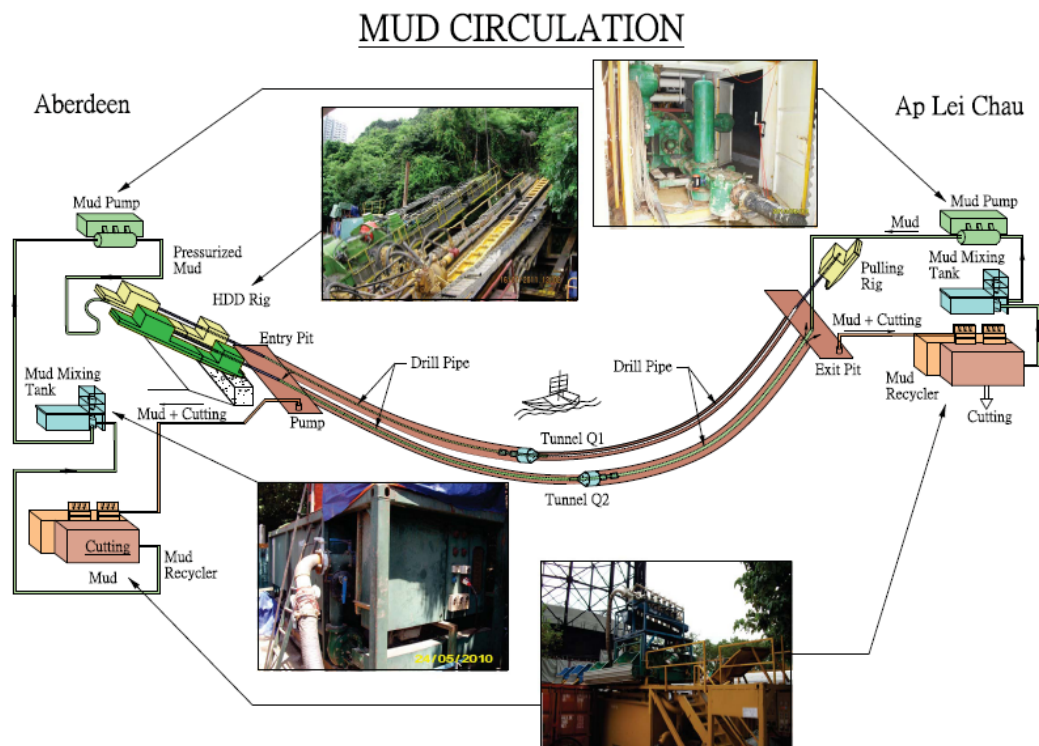 MUD CIRCULATION
Aberdeen
Ap Lei Chau
Mud Pump
Pressurized
Mud
HDD Rig
Entry Pit
Mud Mixing
Tank
Mud + Cutting
Pump
Drill Pipe
Tunnel Q1
Tunnel Q2
Drill Pipe
Mud Pump
Mud
Mud Mixing
Tank
Pulling
Rig
Mud + Cutting
Exit Pit
Mud
Recycler
Cutting
Cutting
Mud
Mud
Recycler
24/05/2010